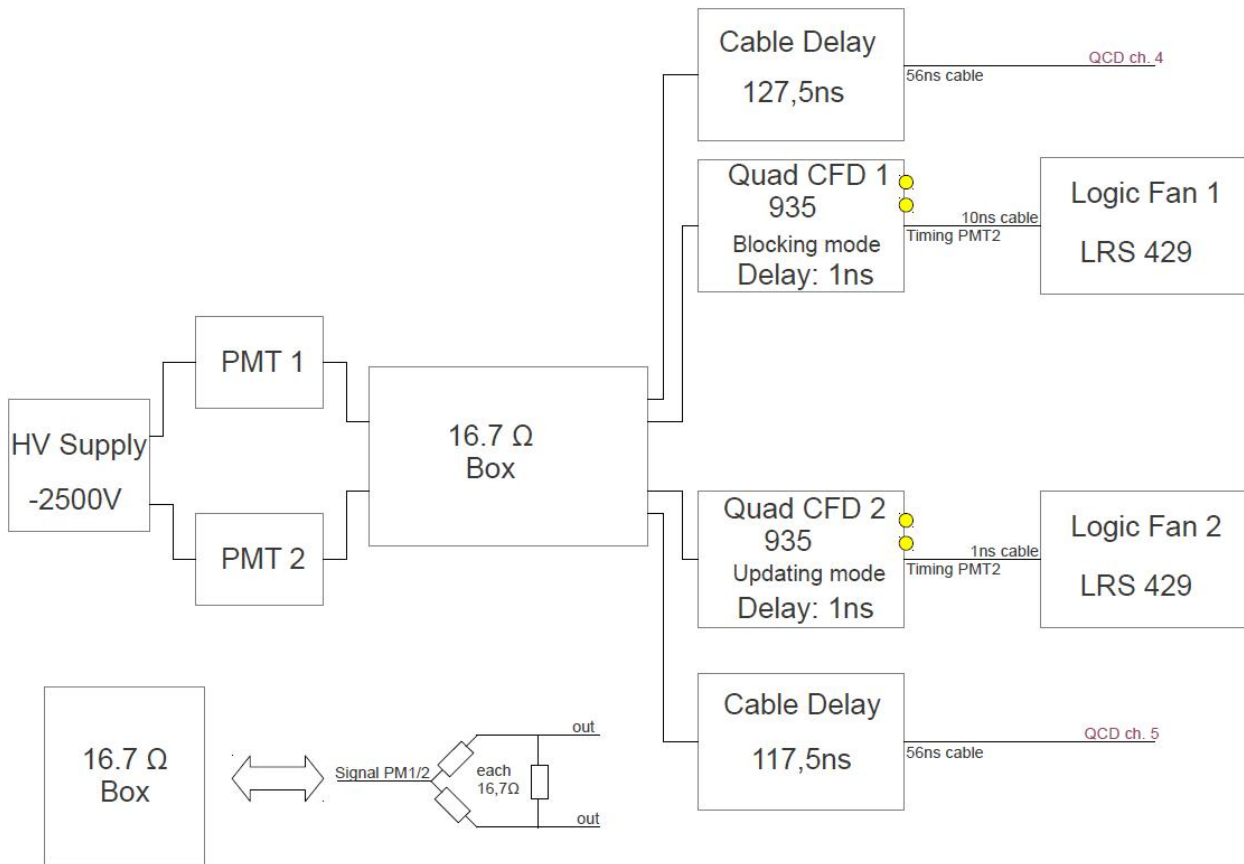 Cable Delay
127,5ns
56ns cable
QCD ch. 4
Quad CFD 1
935
Blocking mode
Delay: 1ns
10ns cable
Timing PMT2
Logic Fan 1
LRS 429
HV Supply
-2500V
PMT 1
PMT 2
16.7 Ω
Box
Quad CFD 2
935
Updating mode
Delay: 1ns
1ns cable
Timing PMT2
Logic Fan 2
LRS 429
Cable Delay
117,5ns
56ns cable
QCD ch. 5
16.7 Ω
Box
Signal PM1/2
each
16,7Ω
out
out